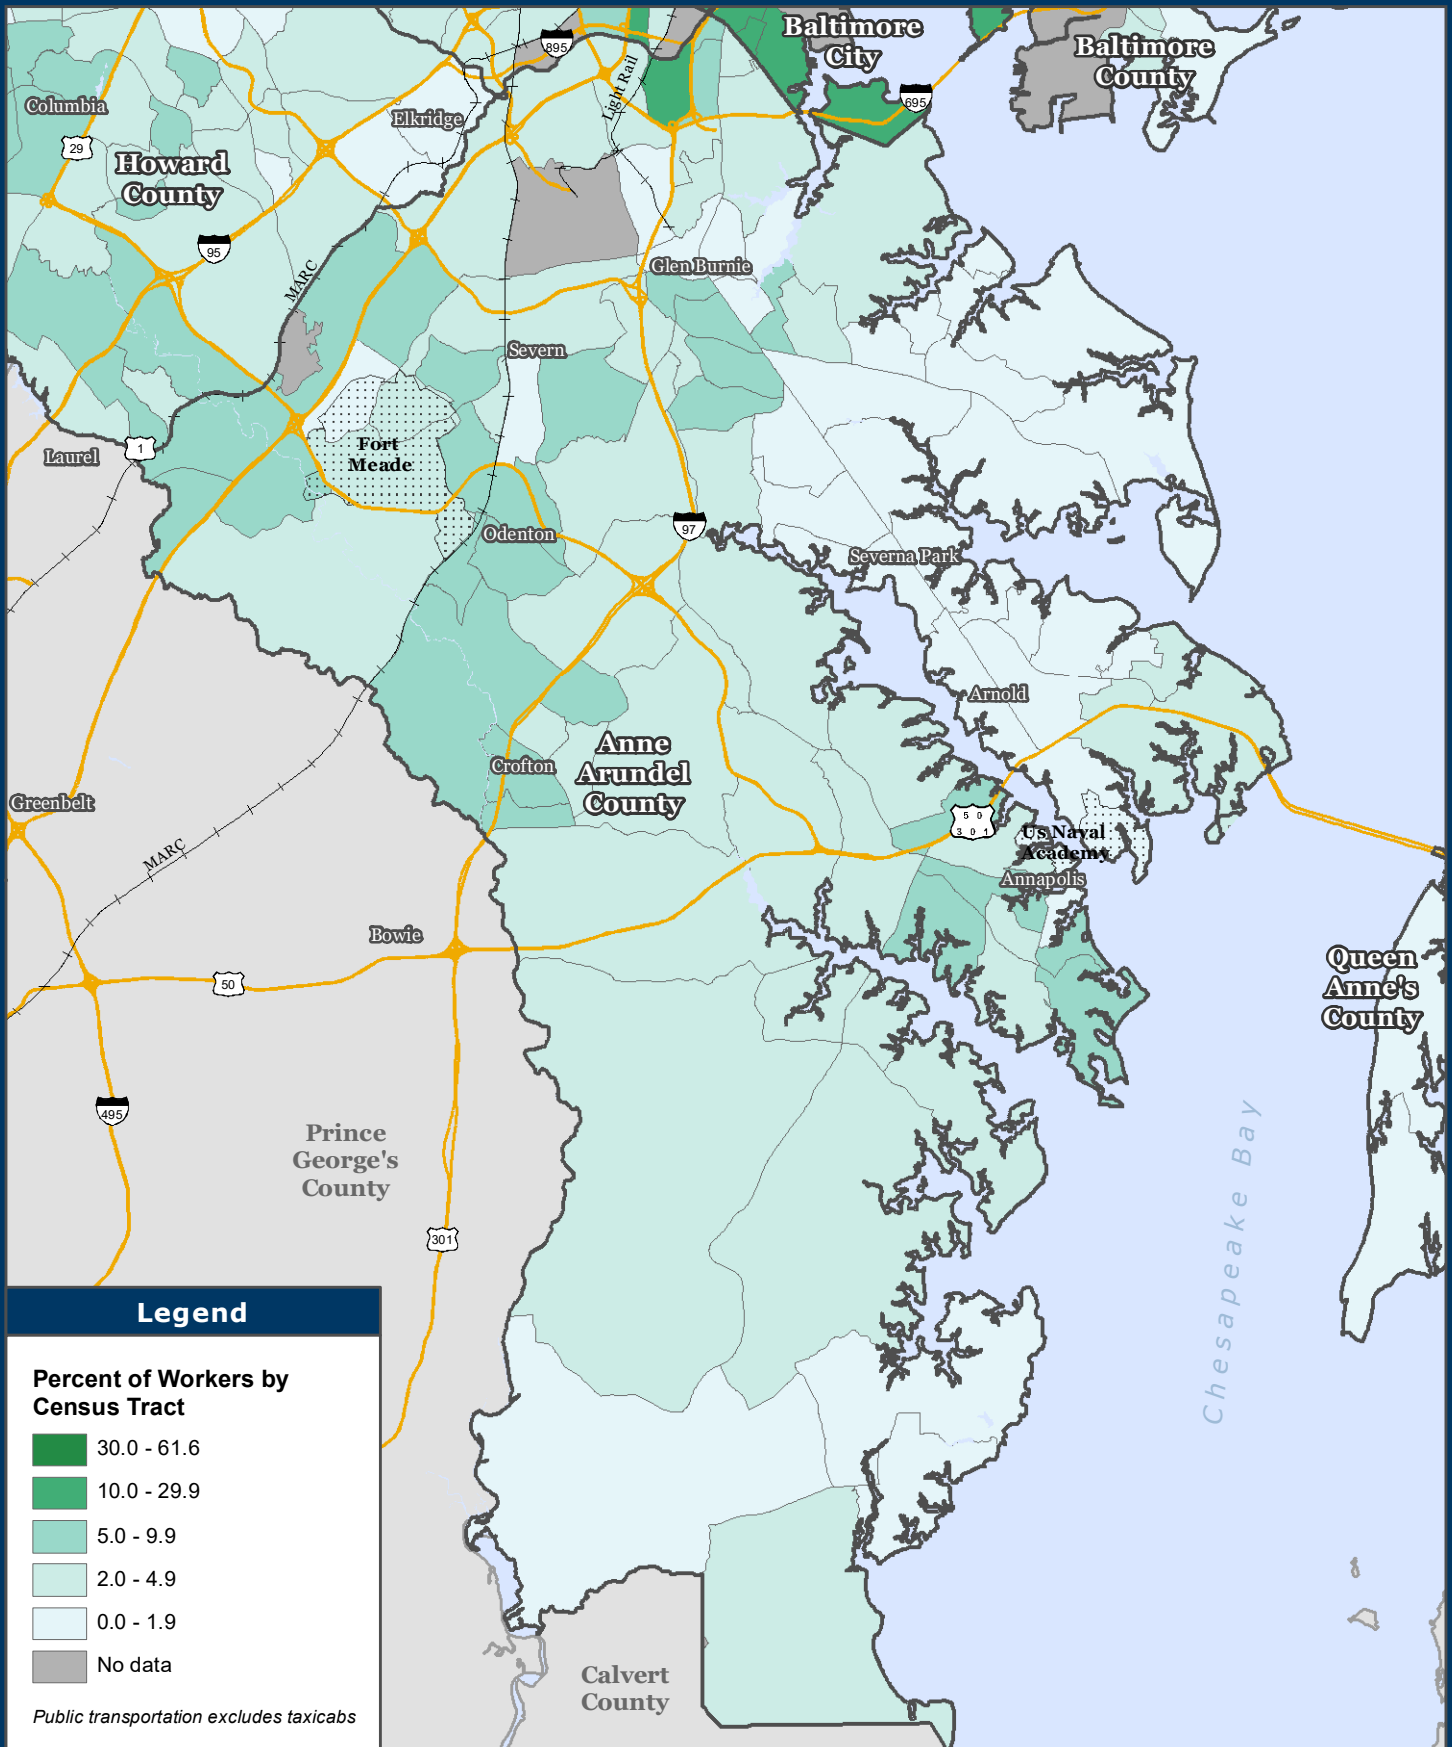 Baltimore
City
Baltimore
County
895
Light Rail
695
Columbia
Elkridge
29
Howard
County
95
MARC
Glen Burnie
Severn
Fort
Meade
1
Laurel
Odenton
97
Severna Park
Arnold
Anne
Arundel
County
Crofton
Greenbelt
50
301
Us Naval
Academy
MARC
Annapolis
Bowie
50
Queen
Anne's
County
495
Prince
George's
County
301
Chesapeake Bay
Legend
Percent of Workers by
Census Tract
30.0 - 61.6
10.0 - 29.9
5.0 - 9.9
2.0 - 4.9
0.0 - 1.9
No data
Public transportation excludes taxicabs
Calvert
County